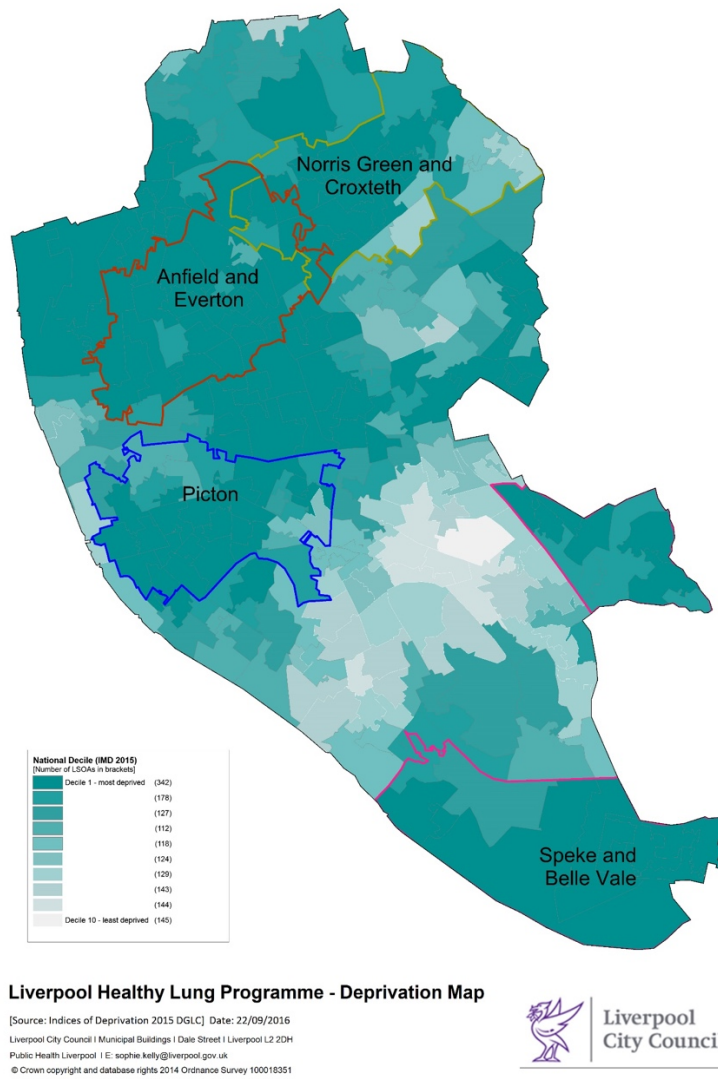 Norris Green and
Croxteth
Anfield and
Everton
Picton
Speke and
Belle Vale
National Decile (IMD 2015)
[Number of LSOAs in brackets]
Decile 1 - most deprived (342)
(178)
(127)
(112)
(118)
(124)
(129)
(143)
(144)
Decile 10 - least deprived (145)
Liverpool Healthy Lung Programme - Deprivation Map
[Source: Indices of Deprivation 2015 DGLC] Date: 22/09/2016
Liverpool City Council I Municipal Buildings I Dale Street I Liverpool L2 2DH
Public Health Liverpool I E: sophie.kelly@liverpool.gov.uk
© Crown copyright and database rights 2014 Ordnance Survey 100018351
Liverpool
City Council